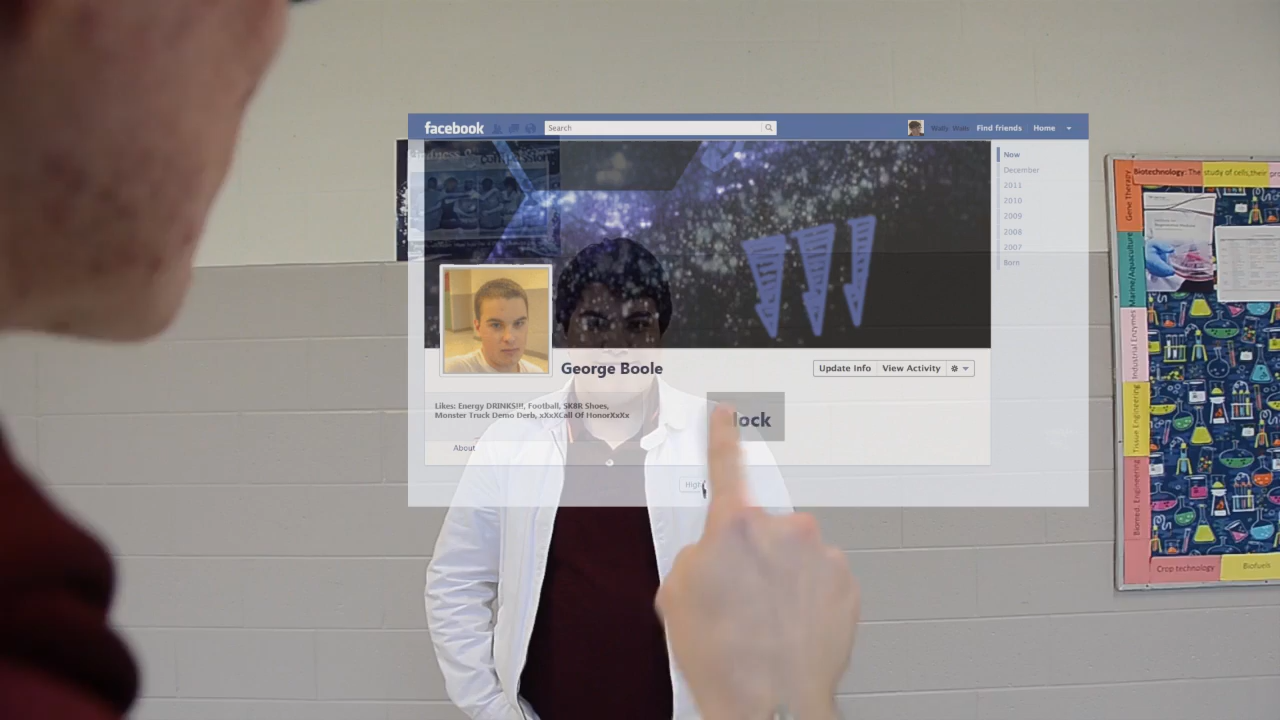 facebook
Search
Wally Wale
Find friends
Home
Now
December
2011
2010
2009
2008
2007
Born
George Boole
Update Info
View Activity
Likes: Energy DRINKS!!!, Football, SK8R Shoes,
Monster Truck Demo Derb, xXxXCall Of HonorXxXx
lock
About
Biotechnology: The study of cells,their
Gene Therapy
Marine/Aquaculture
Industrial Enzymes
Tissue Engineering
Biomed. Engineering
Crop technology
Biofuels